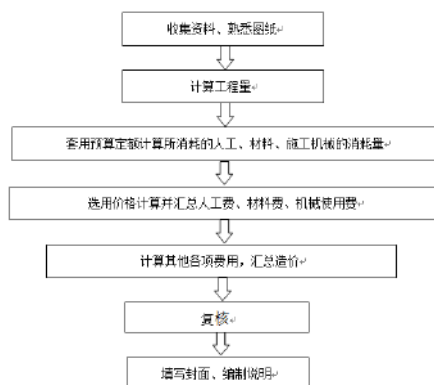 收集资料、熟悉图纸
计算工程量
套用预算定额计算所消耗的人工、材料、施工机械的消耗量
选用价格计算并汇总人工费、材料费、机械使用费
计算其他各项费用，汇总造价
复核
填写封面、编制说明